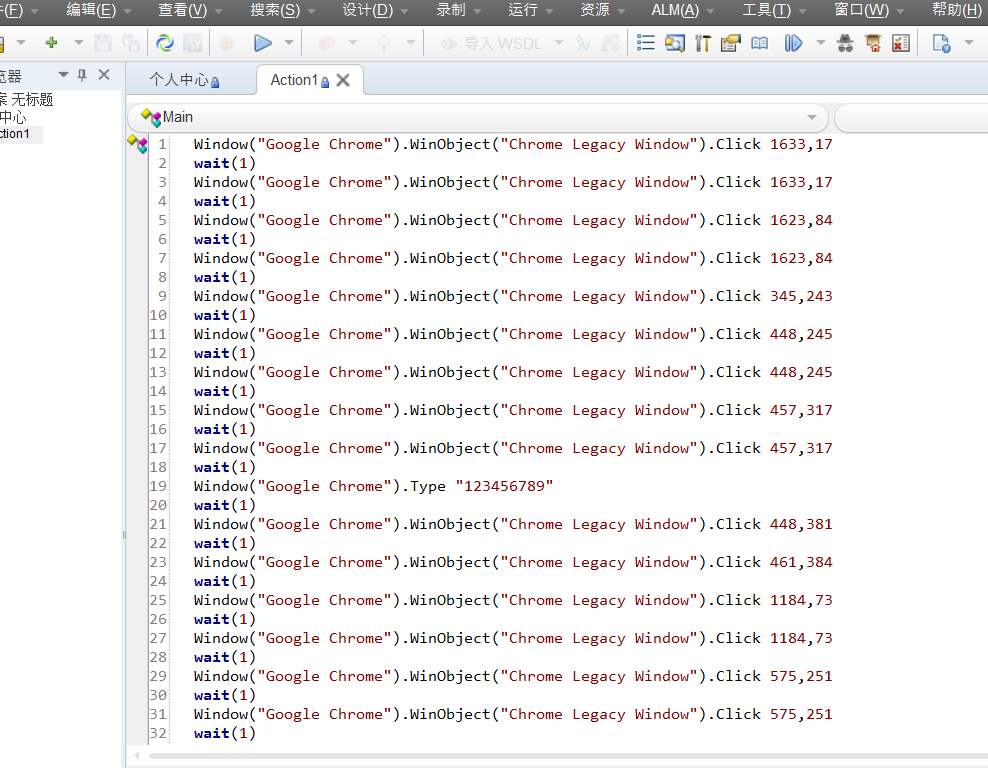 (F) 编辑(E) 查看(V) 搜索(S) 设计(D) 录制 运行 资源 ALM(A) 工具(T) 窗口(W) 帮助(H)
导入 WSDL
览器 个人中心 Action1
案 无标题
中心
ction1
Main
1 Window("Google Chrome").WinObject("Chrome Legacy Window").Click 1633,17
2 wait(1)
3 Window("Google Chrome").WinObject("Chrome Legacy Window").Click 1633,17
4 wait(1)
5 Window("Google Chrome").WinObject("Chrome Legacy Window").Click 1623,84
6 wait(1)
7 Window("Google Chrome").WinObject("Chrome Legacy Window").Click 1623,84
8 wait(1)
9 Window("Google Chrome").WinObject("Chrome Legacy Window").Click 345,243
10 wait(1)
11 Window("Google Chrome").WinObject("Chrome Legacy Window").Click 448,245
12 wait(1)
13 Window("Google Chrome").WinObject("Chrome Legacy Window").Click 448,245
14 wait(1)
15 Window("Google Chrome").WinObject("Chrome Legacy Window").Click 457,317
16 wait(1)
17 Window("Google Chrome").WinObject("Chrome Legacy Window").Click 457,317
18 wait(1)
19 Window("Google Chrome").Type "123456789"
20 wait(1)
21 Window("Google Chrome").WinObject("Chrome Legacy Window").Click 448,381
22 wait(1)
23 Window("Google Chrome").WinObject("Chrome Legacy Window").Click 461,384
24 wait(1)
25 Window("Google Chrome").WinObject("Chrome Legacy Window").Click 1184,73
26 wait(1)
27 Window("Google Chrome").WinObject("Chrome Legacy Window").Click 1184,73
28 wait(1)
29 Window("Google Chrome").WinObject("Chrome Legacy Window").Click 575,251
30 wait(1)
31 Window("Google Chrome").WinObject("Chrome Legacy Window").Click 575,251
32 wait(1)